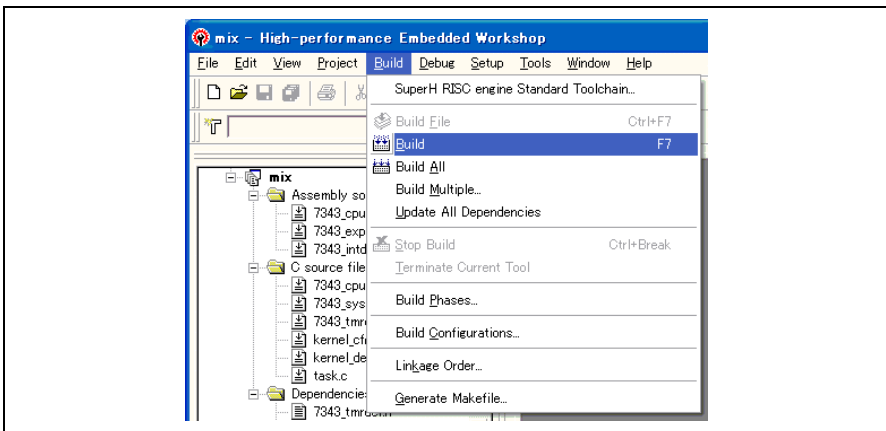 mix - High-performance Embedded Workshop
File Edit View Project Build Debug Setup Tools Window Help
SuperH RISC engine Standard Toolchain...
Build File Ctrl+F7
Build F7
Build All
Build Multiple...
Update All Dependencies
Stop Build Ctrl+Break
Terminate Current Tool
Build Phases...
Build Configurations...
Linkage Order...
Generate Makefile...
mix
Assembly so
7343_cpu
7343_exp
7343_intd
C source file
7343_cpu
7343_sys
7343_tmr
kernel_cf
kernel_de
task.c
Dependencie